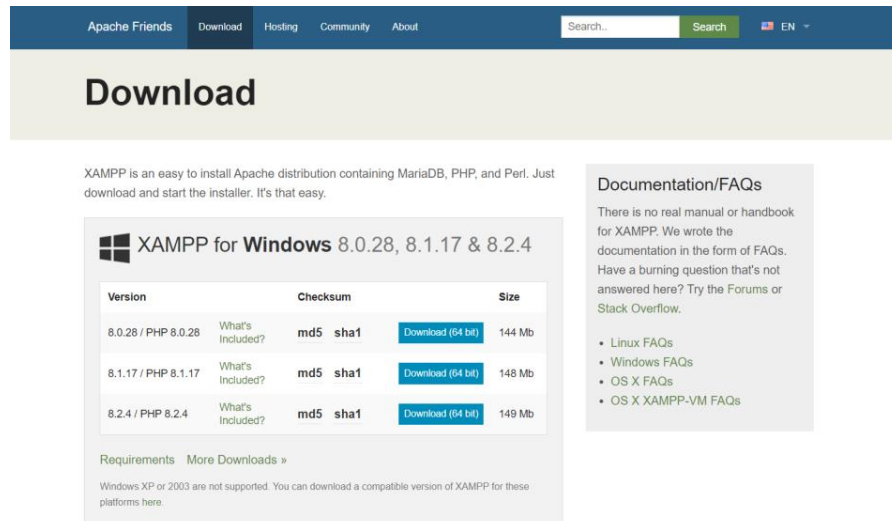 Apache Friends Download Hosting Community About Search.. Search EN
Download
XAMPP is an easy to install Apache distribution containing MariaDB, PHP, and Perl. Just
download and start the installer. It's that easy.
XAMPP for Windows 8.0.28, 8.1.17 & 8.2.4
Version Checksum Size
8.0.28 / PHP 8.0.28 What's
Included? md5 sha1 Download (64 bit) 144 Mb
8.1.17 / PHP 8.1.17 What's
Included? md5 sha1 Download (64 bit) 148 Mb
8.2.4 / PHP 8.2.4 What's
Included? md5 sha1 Download (64 bit) 149 Mb
Requirements More Downloads »
Windows XP or 2003 are not supported. You can download a compatible version of XAMPP for these
platforms here.
Documentation/FAQs
There is no real manual or handbook
for XAMPP. We wrote the
documentation in the form of FAQs.
Have a burning question that's not
answered here? Try the Forums or
Stack Overflow.
• Linux FAQs
• Windows FAQs
• OS X FAQs
• OS X XAMPP-VM FAQs